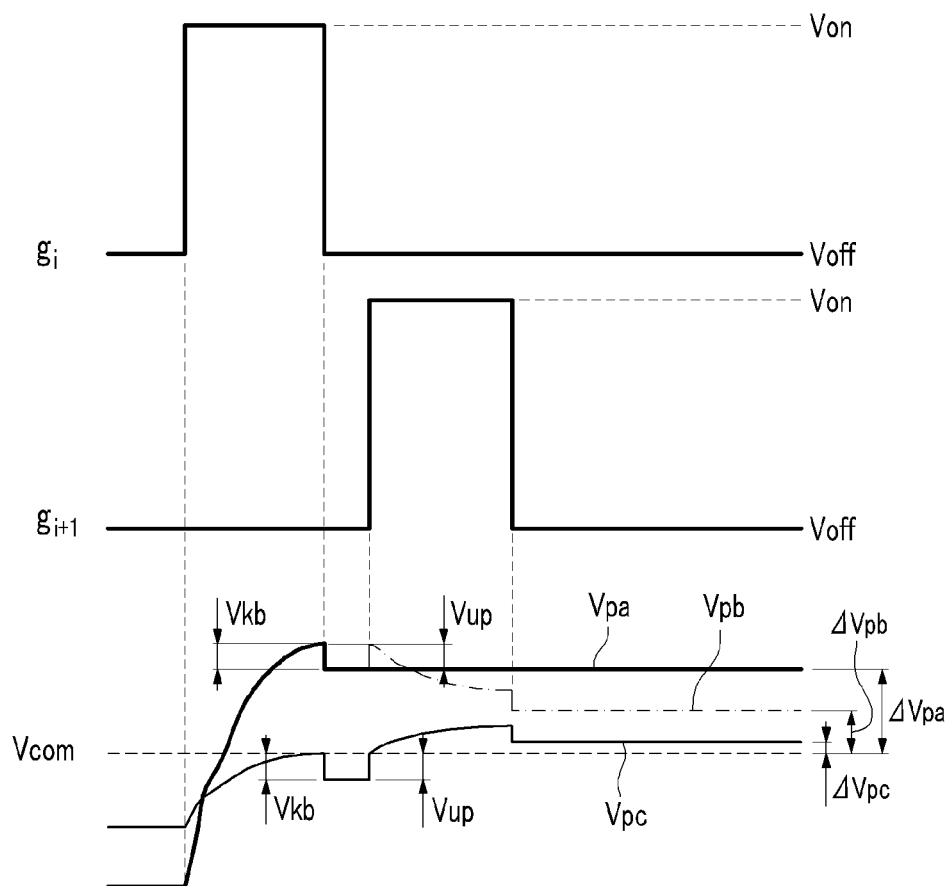 Von
gi
Voff
Von
gi+1
Voff
Vkb
Vup
Vpa
Vpb
ΔVpb
ΔVpa
Vcom
Vkb
Vup
Vpc
ΔVpc